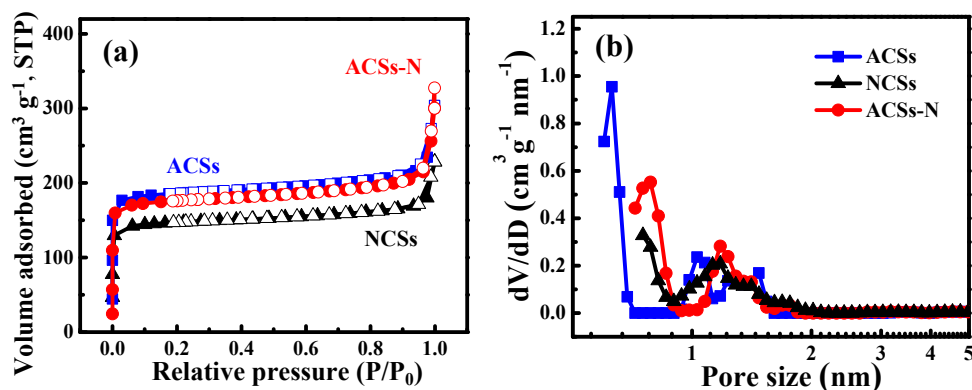 (a)
400
300
200
100
0
Volume adsorbed (cm³ g⁻¹, STP)
ACSs-N
ACSs
NCSs
0.0 0.2 0.4 0.6 0.8 1.0
Relative pressure (P/P₀)
(b)
1.2
1.0
0.8
0.6
0.4
0.2
0.0
dV/dD (cm³ g⁻¹ nm⁻¹)
ACSs
NCSs
ACSs-N
1 2 3 4 5
Pore size (nm)